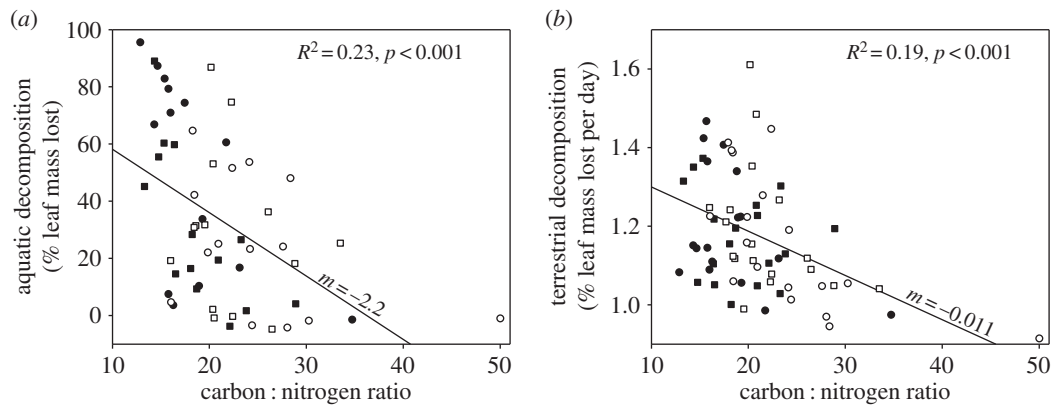 (a)
R² = 0.23, p < 0.001
100
80
60
40
20
0
aquatic decomposition
(% leaf mass lost)
m = −2.2
10 20 30 40 50
carbon : nitrogen ratio
(b)
R² = 0.19, p < 0.001
1.6
1.4
1.2
1.0
terrestrial decomposition
(% leaf mass lost per day)
m = −0.011
10 20 30 40 50
carbon : nitrogen ratio